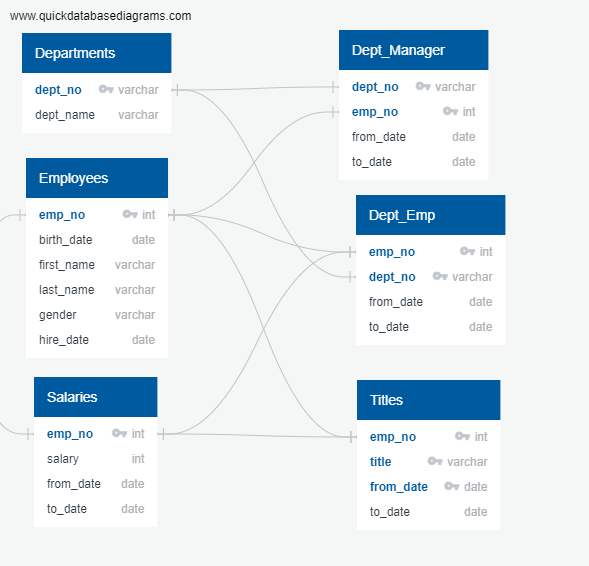 www.quickdatabasediagrams.com
Departments
dept_no varchar
dept_name varchar
Employees
emp_no int
birth_date date
first_name varchar
last_name varchar
gender varchar
hire_date date
Salaries
emp_no int
salary int
from_date date
to_date date
Dept_Manager
dept_no varchar
emp_no int
from_date date
to_date date
Dept_Emp
emp_no int
dept_no varchar
from_date date
to_date date
Titles
emp_no int
title varchar
from_date date
to_date date